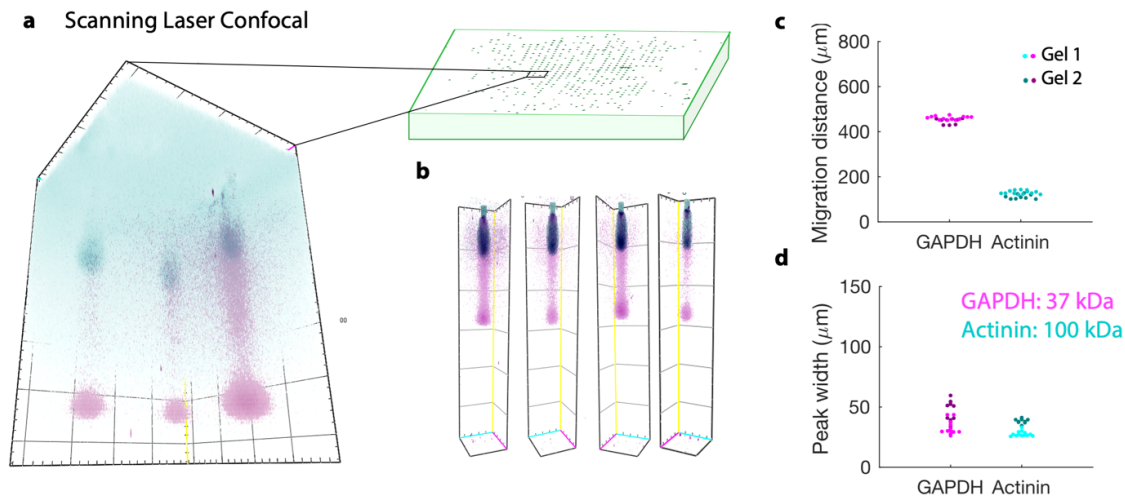 a Scanning Laser Confocal
00
b
c
Migration distance (μm)
800
600
400
200
0
Gel 1
Gel 2
GAPDH Actinin
d
Peak width (μm)
150
100
50
0
GAPDH: 37 kDa
Actinin: 100 kDa
GAPDH Actinin